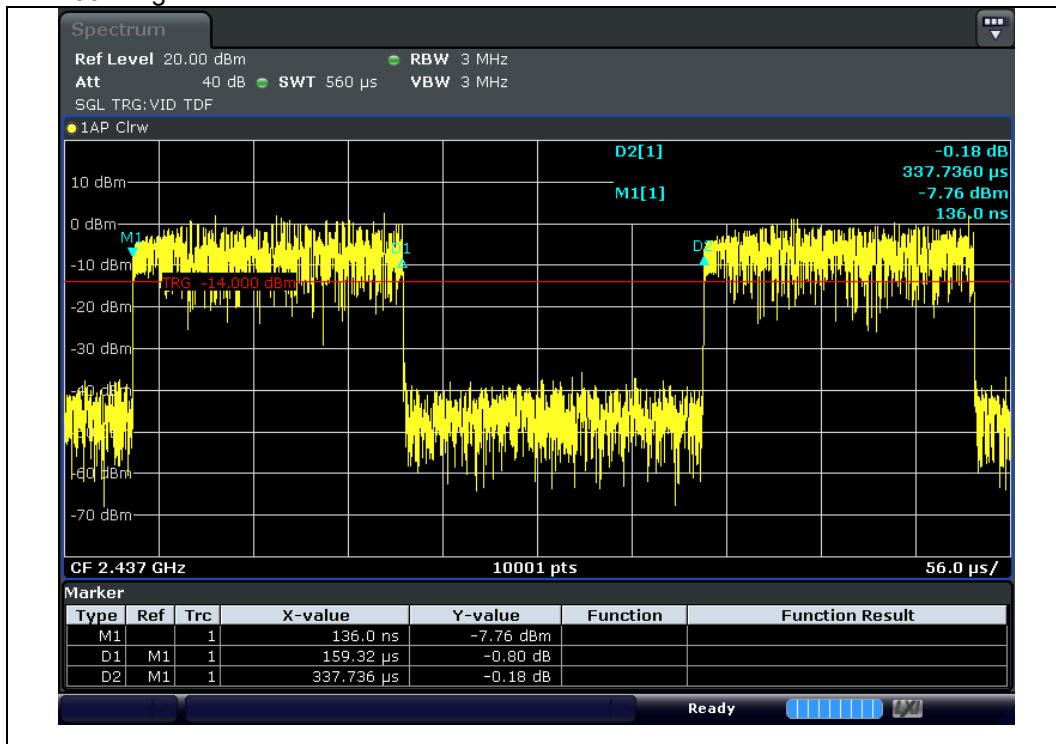 Spectrum
Ref Level 20.00 dBm RBW 3 MHz
Att 40 dB SWT 560 µs VBW 3 MHz
SGL TRG:VID TDF
1AP Clrw
D2[1] -0.18 dB
337.7360 µs
M1[1] -7.76 dBm
136.0 ns
10 dBm
0 dBm
M1
D1
D2
-10 dBm
TRG -14.000 dBm
-20 dBm
-30 dBm
-40 dBm
-60 dBm
-70 dBm
CF 2.437 GHz 10001 pts 56.0 µs/
Marker
Type Ref Trc X-value Y-value Function Function Result
M1 1 136.0 ns -7.76 dBm
D1 M1 1 159.32 µs -0.80 dB
D2 M1 1 337.736 µs -0.18 dB
Ready LXI